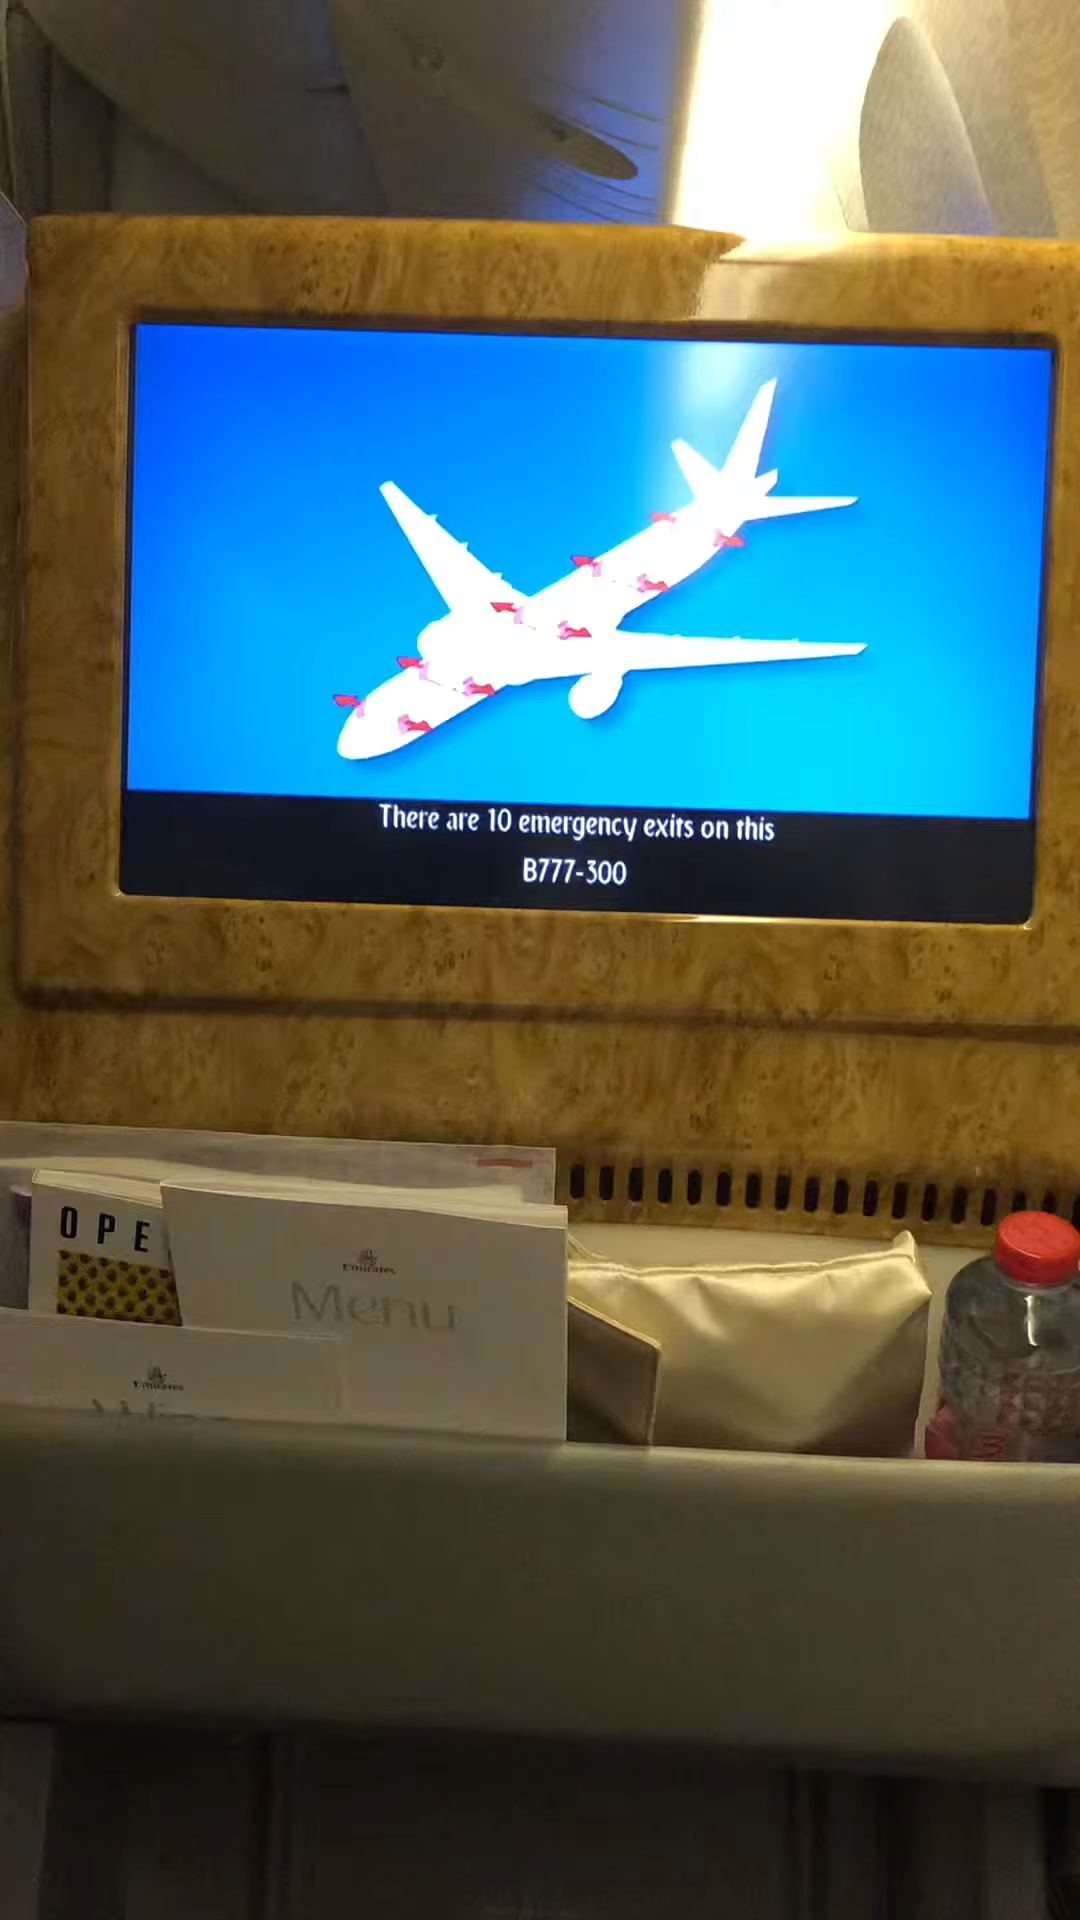 There are 10 emergency exits on this
B777-300
OPE
Emirates
Menu
Emirates